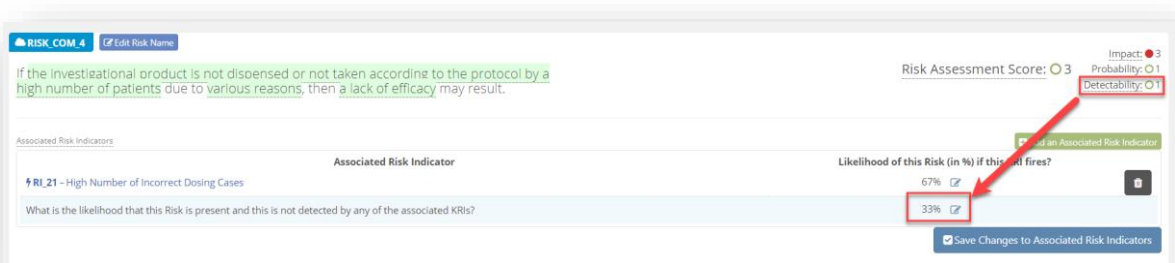 RISK_COM_4 Edit Risk Name
If the investigational product is not dispensed or not taken according to the protocol by a
high number of patients due to various reasons, then a lack of efficacy may result.
Risk Assessment Score: 3
Impact: 3
Probability: 1
Detectability: 1
Associated Risk Indicators
an Associated Risk Indicator
Associated Risk Indicator Likelihood of this Risk (in %) if this RI fires?
RI_21 – High Number of Incorrect Dosing Cases 67%
What is the likelihood that this Risk is present and this is not detected by any of the associated KRIs? 33%
Save Changes to Associated Risk Indicators